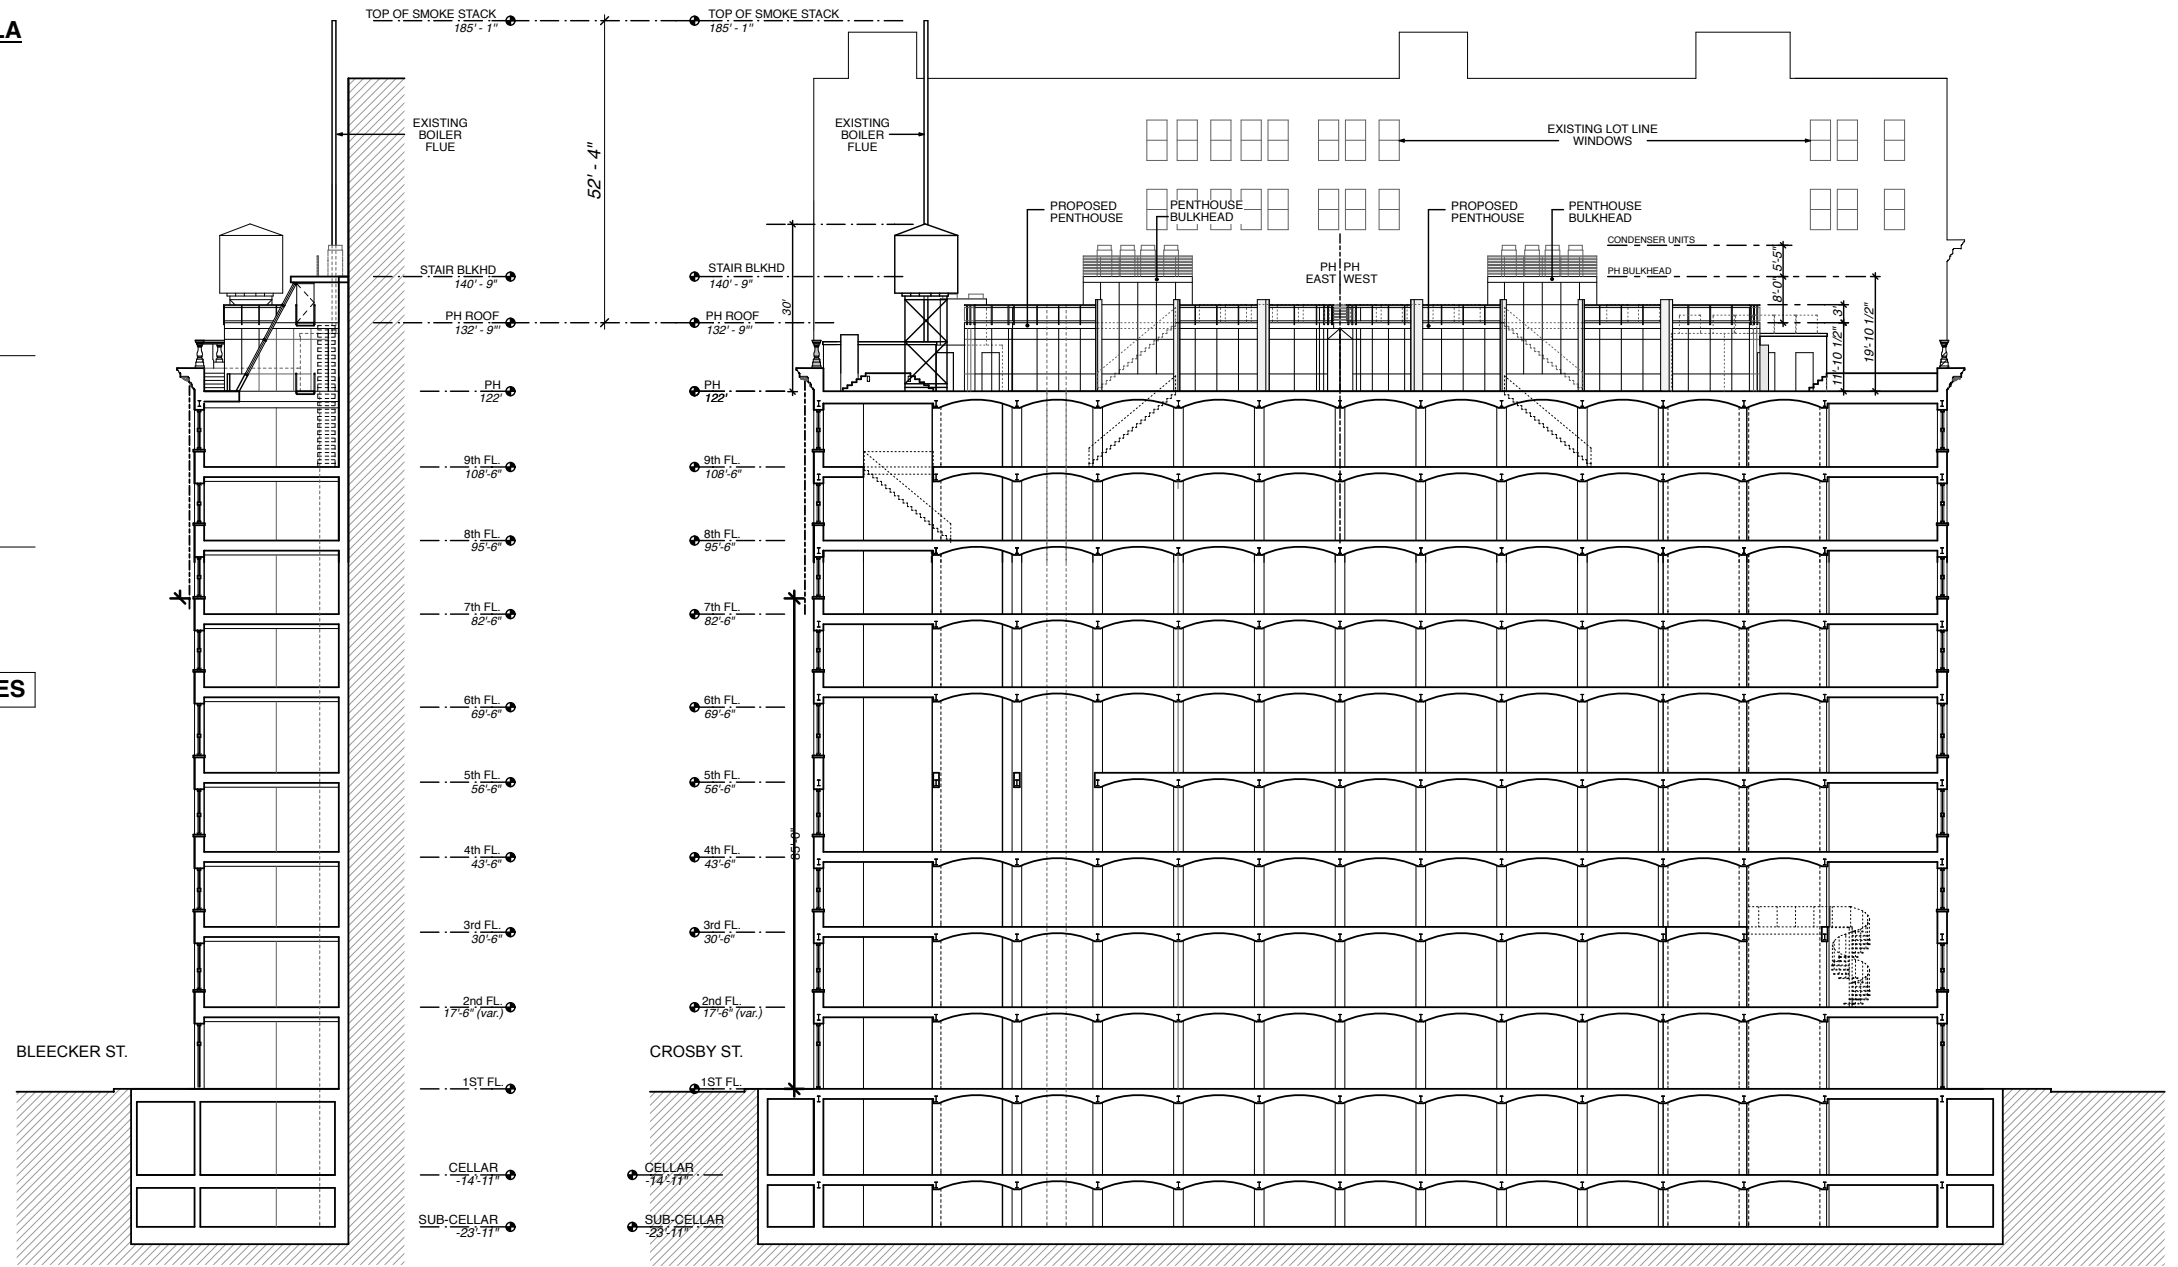 LA
ES
TOP OF SMOKE STACK
185' - 1"
EXISTING
BOILER
FLUE
52' - 4"
STAIR BLKHD
140' - 9"
PH ROOF
132' - 9'"
PH
122'
9th FL.
108'-6"
8th FL.
95'-6"
7th FL.
82'-6"
6th FL.
69'-6"
5th FL.
56'-6"
4th FL.
43'-6"
3rd FL.
30'-6"
2nd FL.
17'-6" (var.)
BLEECKER ST.
1ST FL.
CELLAR
-14'-11"
SUB-CELLAR
-23'-11"
TOP OF SMOKE STACK
185' - 1"
EXISTING
BOILER
FLUE
EXISTING LOT LINE
WINDOWS
PROPOSED
PENTHOUSE
PENTHOUSE
BULKHEAD
PROPOSED
PENTHOUSE
PENTHOUSE
BULKHEAD
CONDENSER UNITS
PH BULKHEAD
PH
EAST
PH
WEST
5'-5"
8'-0"
3'
11'-10 1/2"
19'-10 1/2"
30'
STAIR BLKHD
140' - 9"
PH ROOF
132' - 9'"
PH
122'
9th FL.
108'-6"
8th FL.
95'-6"
7th FL.
82'-6"
6th FL.
69'-6"
5th FL.
56'-6"
4th FL.
43'-6"
85'-0"
3rd FL.
30'-6"
2nd FL.
17'-6" (var.)
CROSBY ST.
1ST FL.
CELLAR
-14'-11"
SUB-CELLAR
-23'-11"